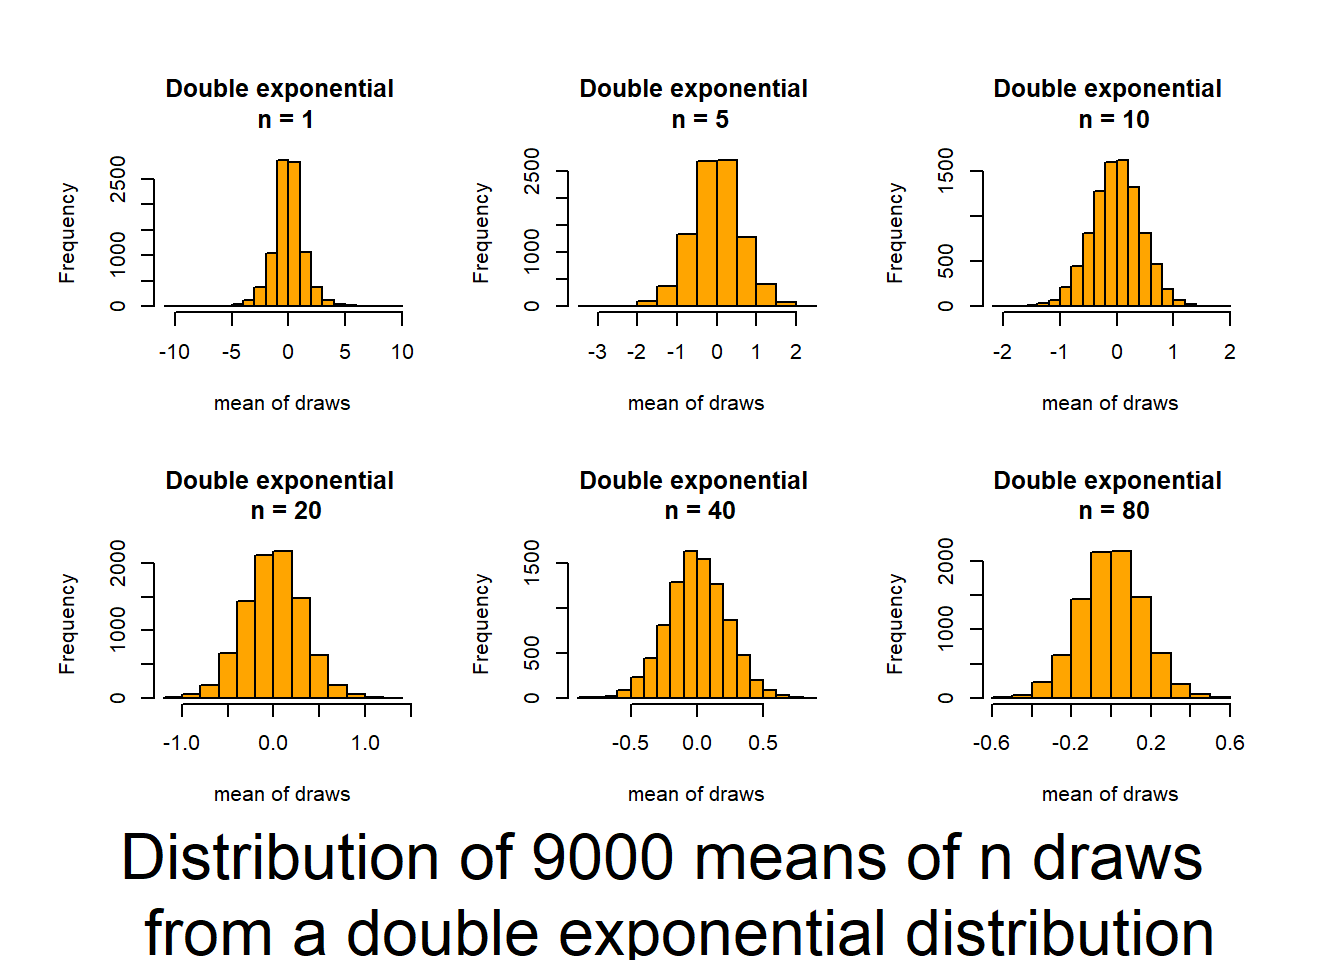 Double exponential
n = 1
Frequency
2500
1000
0
-10 -5 0 5 10
mean of draws
Double exponential
n = 5
Frequency
2500
1000
0
-3 -2 -1 0 1 2
mean of draws
Double exponential
n = 10
Frequency
1500
500
0
-2 -1 0 1 2
mean of draws
Double exponential
n = 20
Frequency
2000
1000
0
-1.0 0.0 1.0
mean of draws
Double exponential
n = 40
Frequency
1500
500
0
-0.5 0.0 0.5
mean of draws
Double exponential
n = 80
Frequency
2000
1000
0
-0.6 -0.2 0.2 0.6
mean of draws
Distribution of 9000 means of n draws
from a double exponential distribution